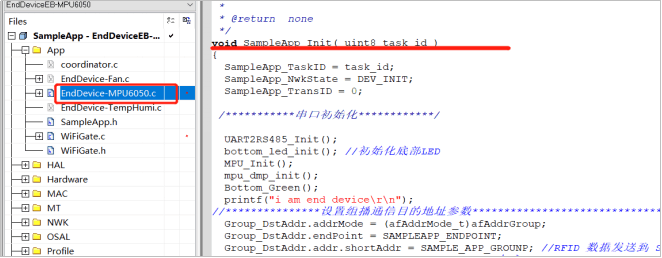 EndDeviceEB-MPU6050
Files
SampleApp - EndDeviceEB-...
App
coordinator.c
EndDevice-Fan.c
EndDevice-MPU6050.c
EndDevice-TempHumi.c
SampleApp.h
WiFiGate.c
WiFiGate.h
HAL
Hardware
MAC
MT
NWK
OSAL
Profile
*
* @return  none
*/
void SampleApp_Init( uint8 task_id )
{
SampleApp_TaskID = task_id;
SampleApp_NwkState = DEV_INIT;
SampleApp_TransID = 0;
/***********串口初始化************/
UART2RS485_Init();
bottom_led_init(); //初始化底部LED
MPU_Init();
mpu_dmp_init();
Bottom_Green();
printf("i am end device\r\n");
//***************设置组播通信目的地址参数******************************
Group_DstAddr.addrMode = (afAddrMode_t)afAddrGroup;
Group_DstAddr.endPoint = SAMPLEAPP_ENDPOINT;
Group_DstAddr.addr.shortAddr = SAMPLE_APP_GROUNP; //RFID 数据发送到 S